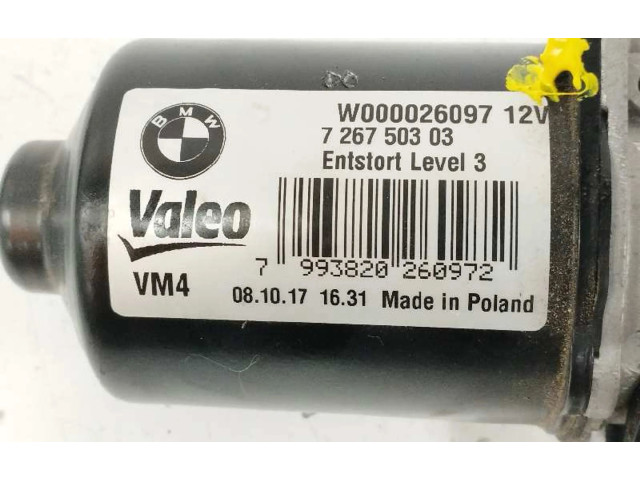 BMW
W000026097 12V
7 267 503 03
Entstort Level 3
Valeo
7 993820 260972
VM4
08.10.17 16.31 Made in Poland